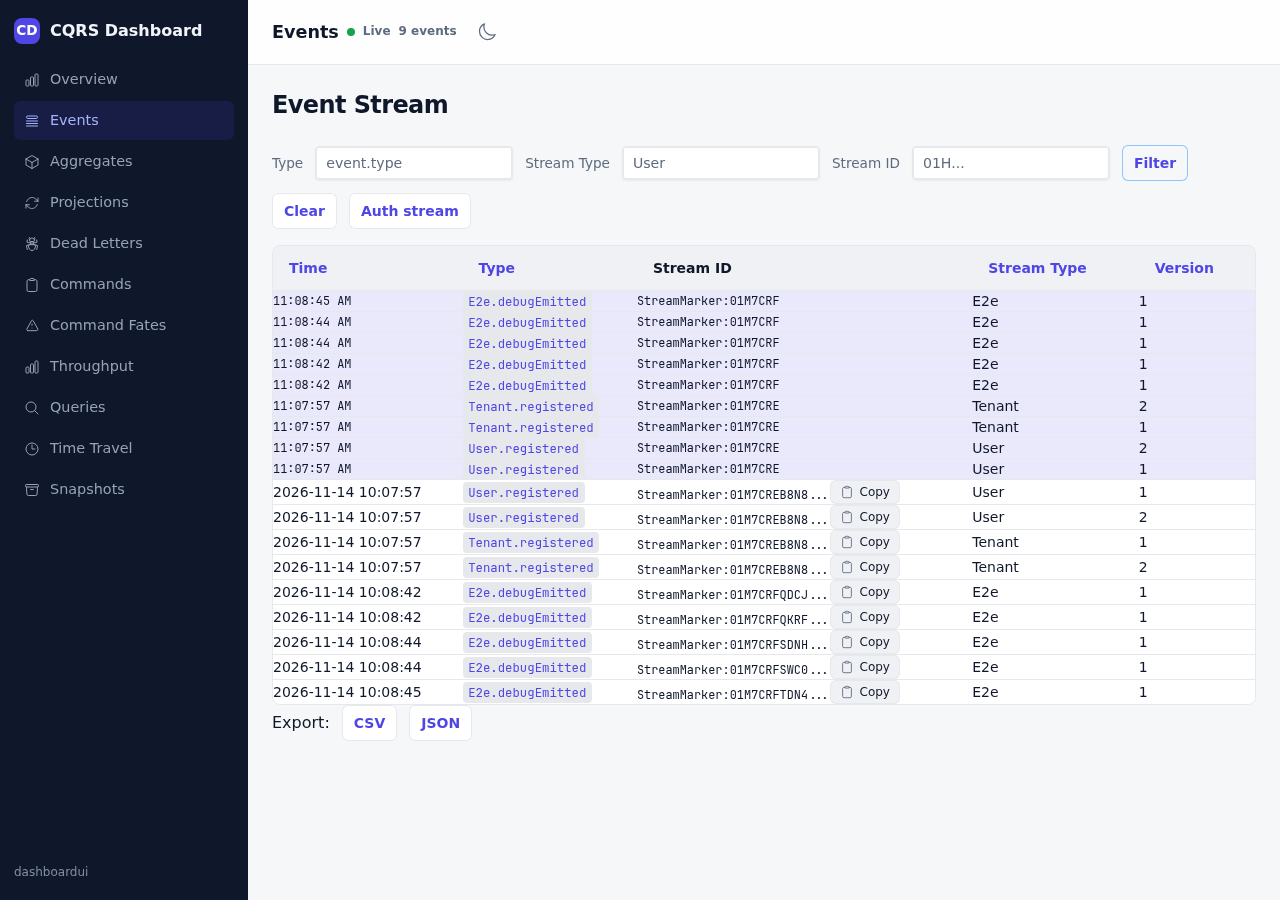 CD CQRS Dashboard
Overview
Events
Aggregates
Projections
Dead Letters
Commands
Command Fates
Throughput
Queries
Time Travel
Snapshots
dashboardui
Events Live 9 events
Event Stream
Type event.type Stream Type User Stream ID 01H... Filter
Clear Auth stream
Time Type Stream ID Stream Type Version
11:08:45 AM E2e.debugEmitted StreamMarker:01M7CRF E2e 1
11:08:44 AM E2e.debugEmitted StreamMarker:01M7CRF E2e 1
11:08:44 AM E2e.debugEmitted StreamMarker:01M7CRF E2e 1
11:08:42 AM E2e.debugEmitted StreamMarker:01M7CRF E2e 1
11:08:42 AM E2e.debugEmitted StreamMarker:01M7CRF E2e 1
11:07:57 AM Tenant.registered StreamMarker:01M7CRE Tenant 2
11:07:57 AM Tenant.registered StreamMarker:01M7CRE Tenant 1
11:07:57 AM User.registered StreamMarker:01M7CRE User 2
11:07:57 AM User.registered StreamMarker:01M7CRE User 1
2026-11-14 10:07:57 User.registered StreamMarker:01M7CREB8N8... Copy User 1
2026-11-14 10:07:57 User.registered StreamMarker:01M7CREB8N8... Copy User 2
2026-11-14 10:07:57 Tenant.registered StreamMarker:01M7CREB8N8... Copy Tenant 1
2026-11-14 10:07:57 Tenant.registered StreamMarker:01M7CREB8N8... Copy Tenant 2
2026-11-14 10:08:42 E2e.debugEmitted StreamMarker:01M7CRFQDCJ... Copy E2e 1
2026-11-14 10:08:42 E2e.debugEmitted StreamMarker:01M7CRFQKRF... Copy E2e 1
2026-11-14 10:08:44 E2e.debugEmitted StreamMarker:01M7CRFSDNH... Copy E2e 1
2026-11-14 10:08:44 E2e.debugEmitted StreamMarker:01M7CRFSWC0... Copy E2e 1
2026-11-14 10:08:45 E2e.debugEmitted StreamMarker:01M7CRFTDN4... Copy E2e 1
Export: CSV JSON